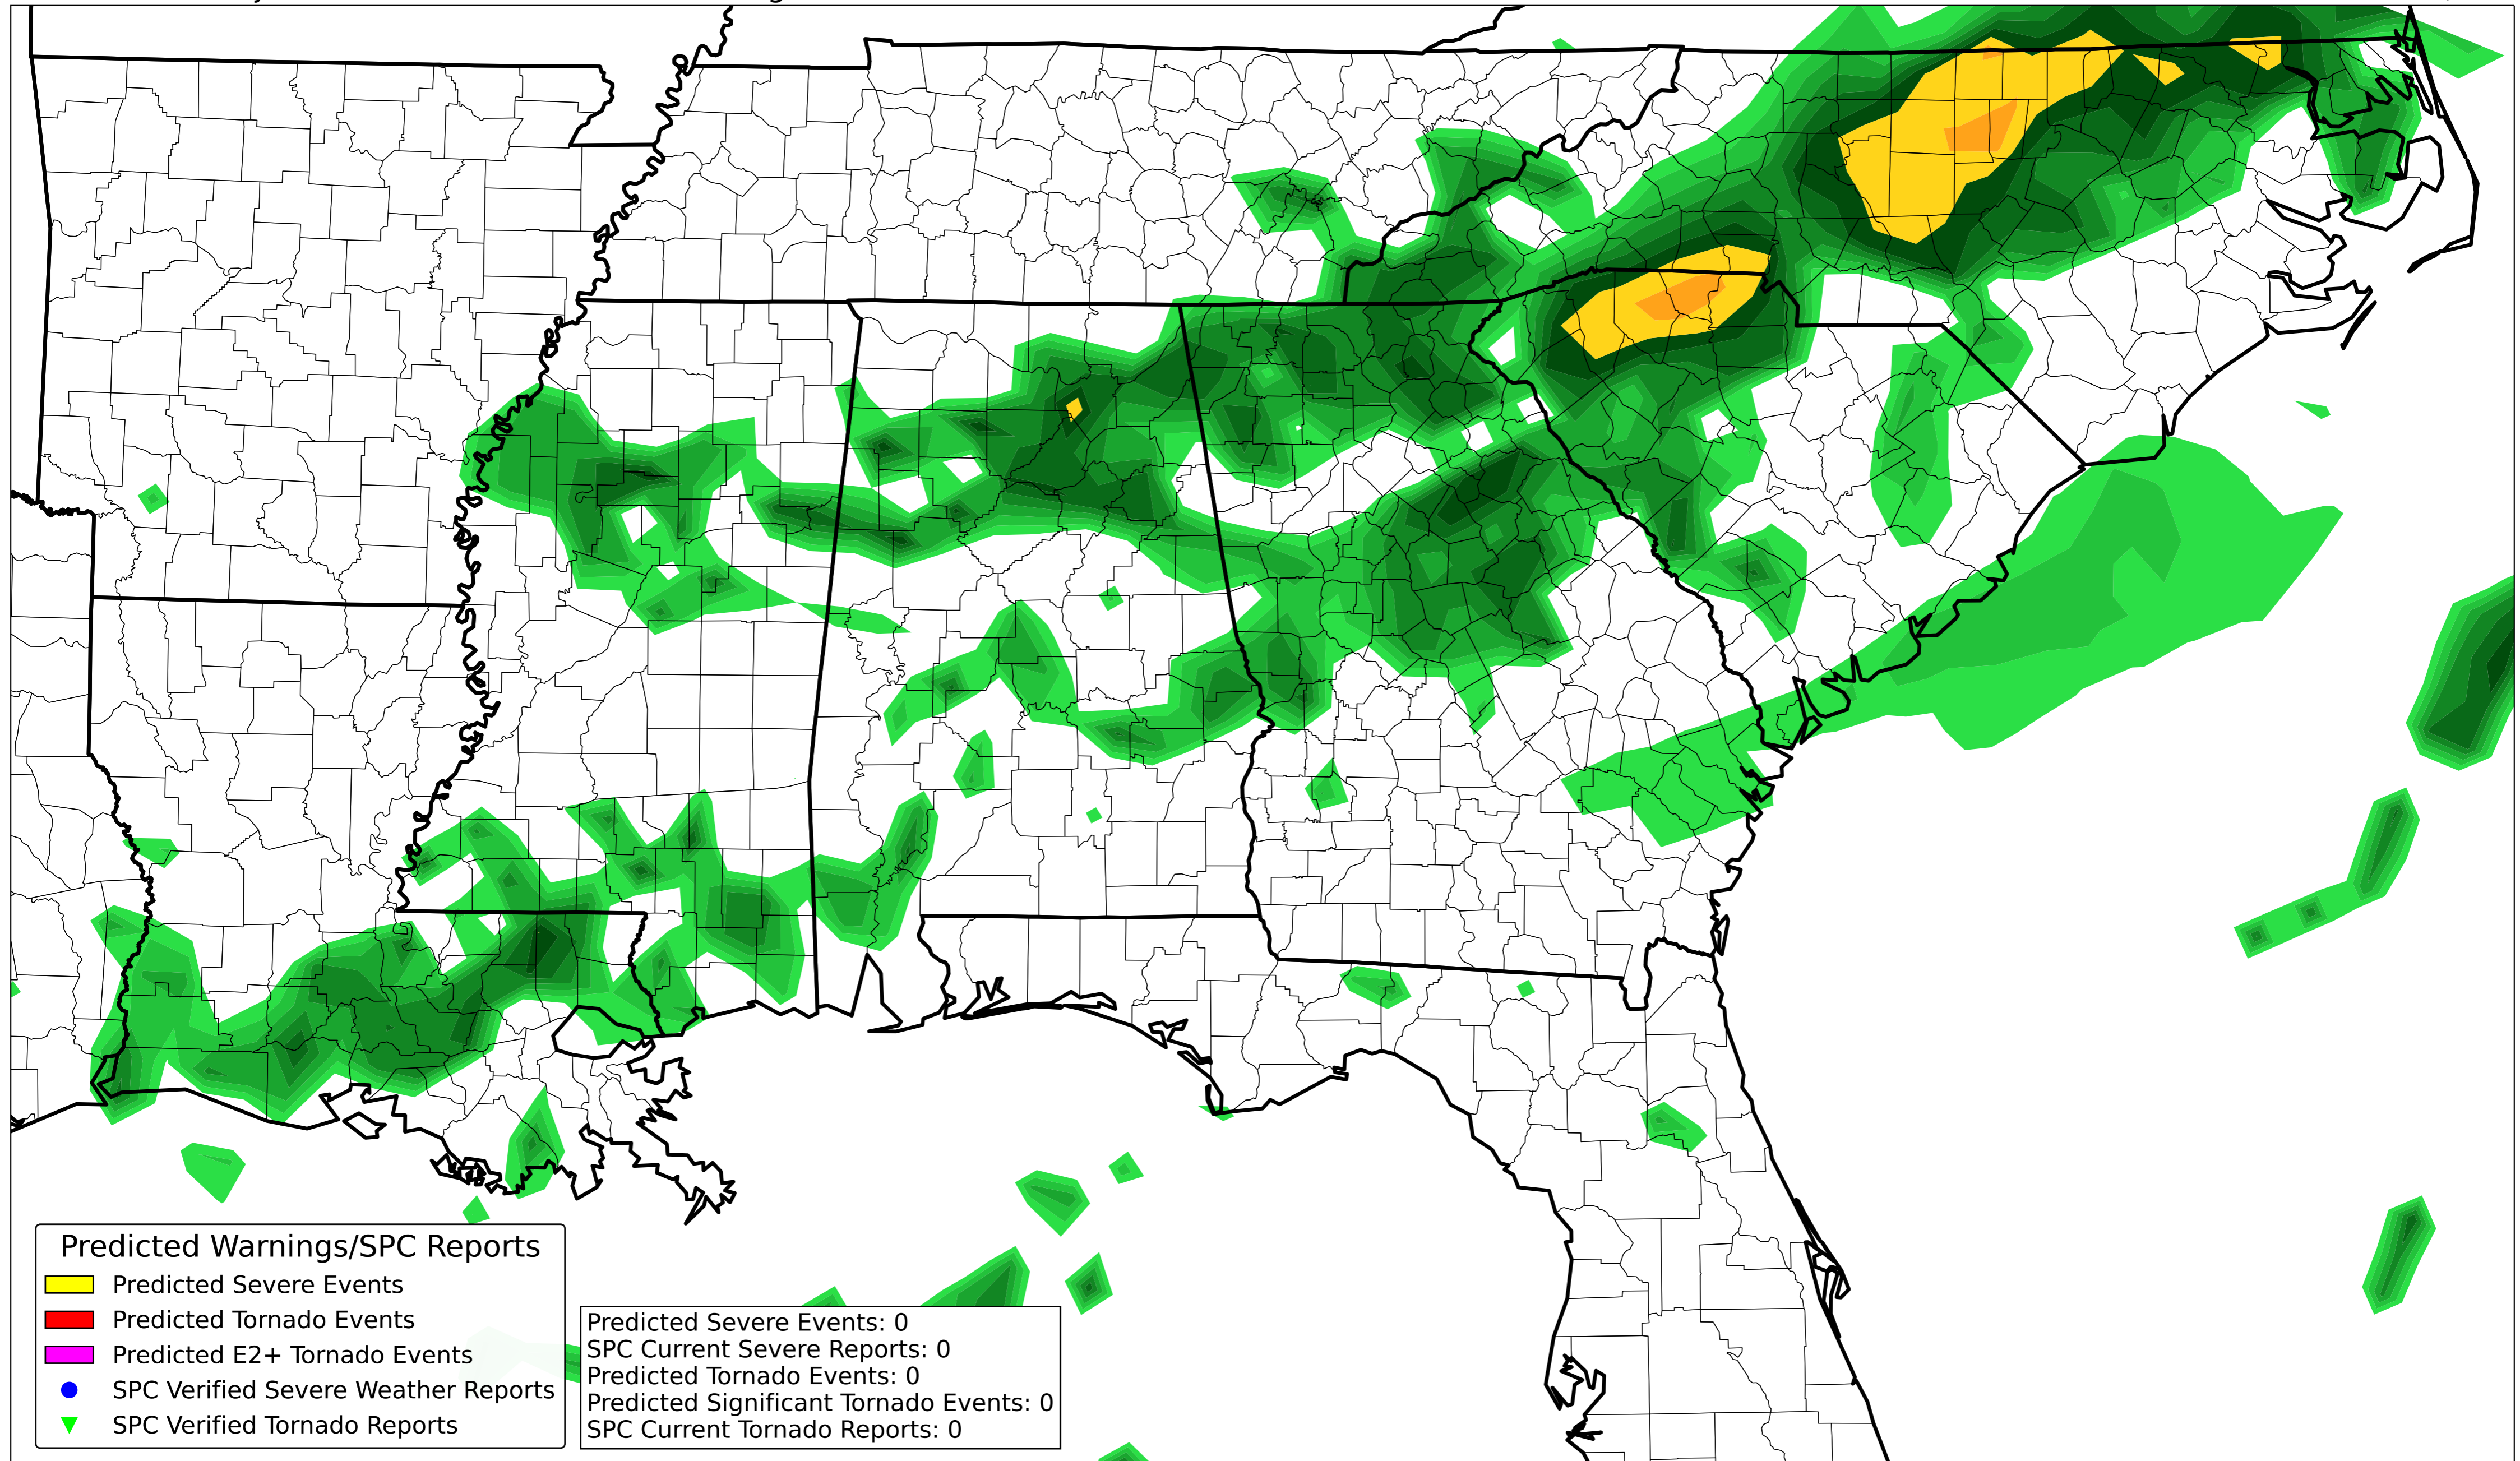 Predicted Warnings/SPC Reports
Predicted Severe Events
Predicted Tornado Events
Predicted E2+ Tornado Events
SPC Verified Severe Weather Reports
SPC Verified Tornado Reports
Predicted Severe Events: 0
SPC Current Severe Reports: 0
Predicted Tornado Events: 0
Predicted Significant Tornado Events: 0
SPC Current Tornado Reports: 0